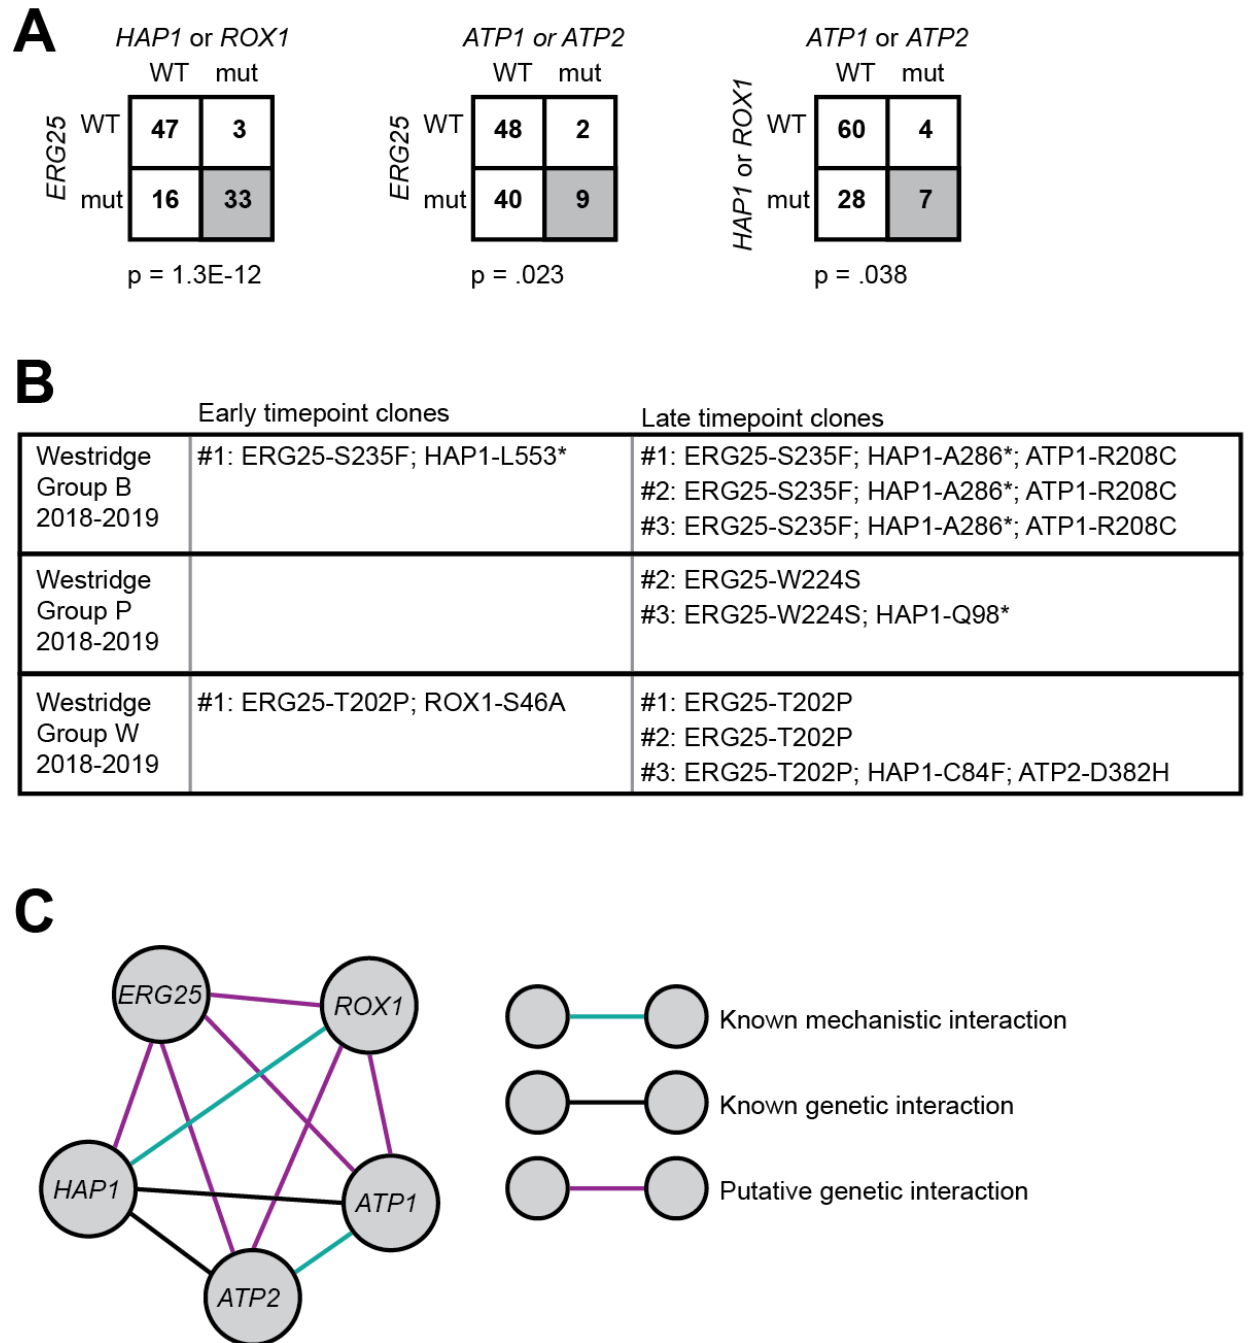 A
HAP1 or ROX1
WT mut
ERG25
WT 47 3
mut 16 33
p = 1.3E-12
ATP1 or ATP2
WT mut
ERG25
WT 48 2
mut 40 9
p = .023
ATP1 or ATP2
WT mut
HAP1 or ROX1
WT 60 4
mut 28 7
p = .038
B
Early timepoint clones
Late timepoint clones
Westridge
Group B
2018-2019
#1: ERG25-S235F; HAP1-L553*
#1: ERG25-S235F; HAP1-A286*; ATP1-R208C
#2: ERG25-S235F; HAP1-A286*; ATP1-R208C
#3: ERG25-S235F; HAP1-A286*; ATP1-R208C
Westridge
Group P
2018-2019
#2: ERG25-W224S
#3: ERG25-W224S; HAP1-Q98*
Westridge
Group W
2018-2019
#1: ERG25-T202P; ROX1-S46A
#1: ERG25-T202P
#2: ERG25-T202P
#3: ERG25-T202P; HAP1-C84F; ATP2-D382H
C
ERG25
ROX1
HAP1
ATP1
ATP2
Known mechanistic interaction
Known genetic interaction
Putative genetic interaction